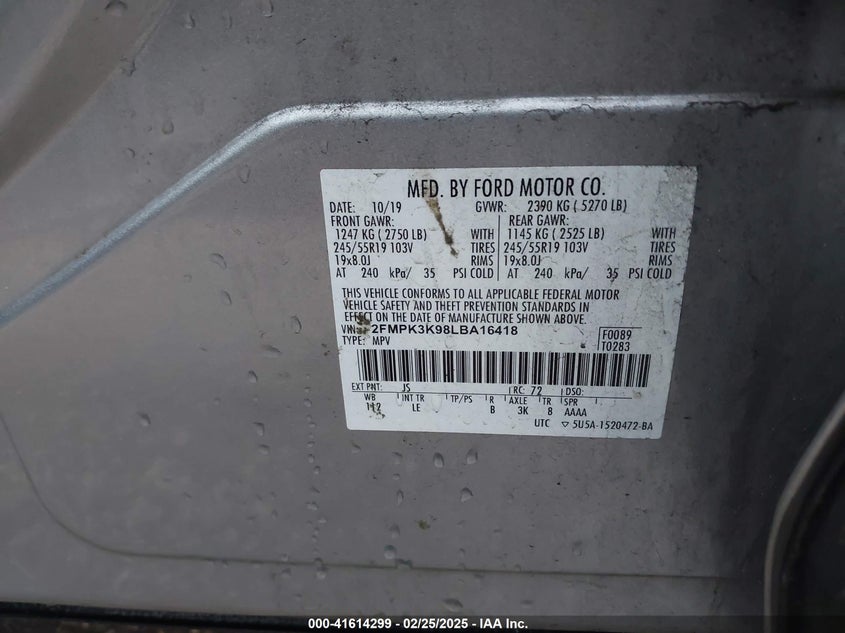 MFD. BY FORD MOTOR CO.
DATE: 10/19 GVWR: 2390 KG ( 5270 LB)
FRONT GAWR: REAR GAWR:
1247 KG ( 2750 LB) WITH 1145 KG ( 2525 LB) WITH
245/55R19 103V TIRES 245/55R19 103V TIRES
19x8.0J RIMS 19x8.0J RIMS
AT 240 kPa/ 35 PSI COLD AT 240 kPa/ 35 PSI COLD
THIS VEHICLE CONFORMS TO ALL APPLICABLE FEDERAL MOTOR
VEHICLE SAFETY AND THEFT PREVENTION STANDARDS IN
EFFECT ON THE DATE OF MANUFACTURE SHOWN ABOVE.
VIN: 2FMPK3K98LBA16418 F0089
TYPE: MPV T0283
EXT PNT: JS RC: 72 DSO:
WB INT TR TP/PS R AXLE TR SPR
112 LE B 3K 8 AAAA
UTC ▽ 5U5A-1520472-BA
000-41614299 - 02/25/2025 - IAA Inc.